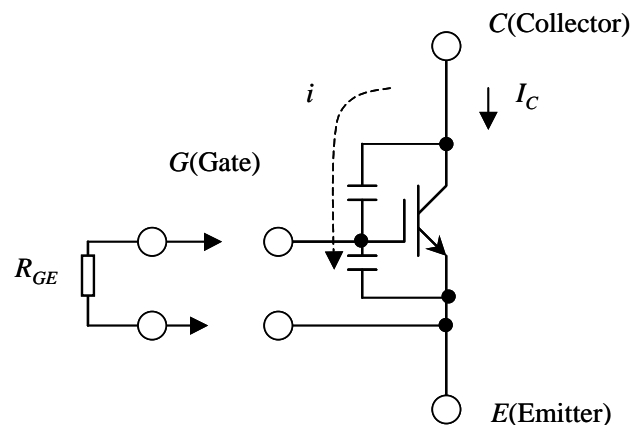 C(Collector)
i
I_C
G(Gate)
R_GE
E(Emitter)